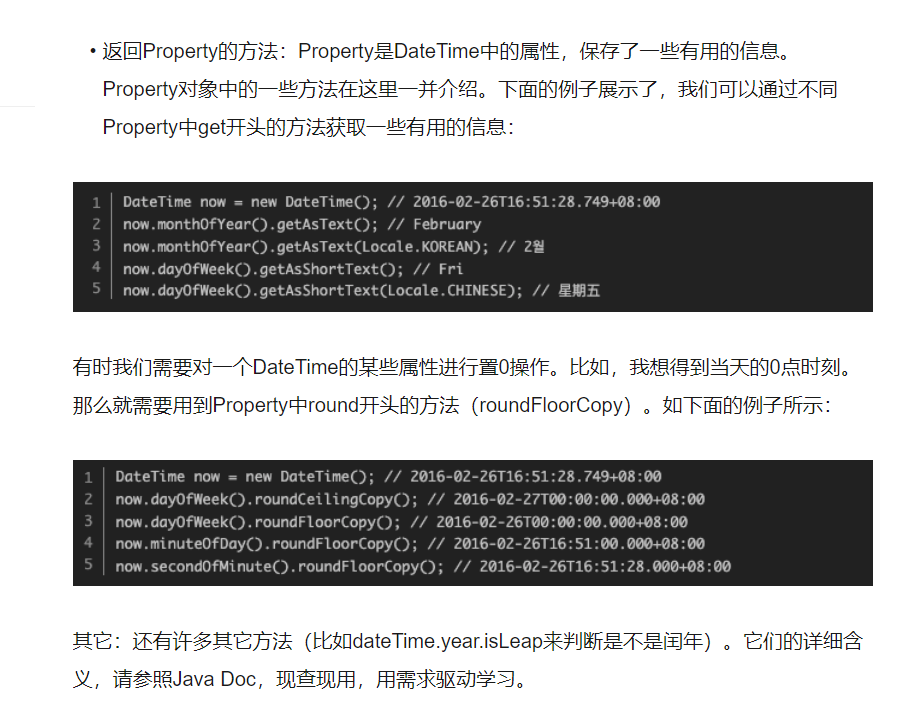 • 返回Property的方法：Property是DateTime中的属性，保存了一些有用的信息。
Property对象中的一些方法在这里一并介绍。下面的例子展示了，我们可以通过不同
Property中get开头的方法获取一些有用的信息：
1 DateTime now = new DateTime(); // 2016-02-26T16:51:28.749+08:00
2 now.monthOfYear().getAsText(); // February
3 now.monthOfYear().getAsText(Locale.KOREAN); // 2월
4 now.dayOfWeek().getAsShortText(); // Fri
5 now.dayOfWeek().getAsShortText(Locale.CHINESE); // 星期五
有时我们需要对一个DateTime的某些属性进行置0操作。比如，我想得到当天的0点时刻。
那么就需要用到Property中round开头的方法（roundFloorCopy）。如下面的例子所示：
1 DateTime now = new DateTime(); // 2016-02-26T16:51:28.749+08:00
2 now.dayOfWeek().roundCeilingCopy(); // 2016-02-27T00:00:00.000+08:00
3 now.dayOfWeek().roundFloorCopy(); // 2016-02-26T00:00:00.000+08:00
4 now.minuteOfDay().roundFloorCopy(); // 2016-02-26T16:51:00.000+08:00
5 now.secondOfMinute().roundFloorCopy(); // 2016-02-26T16:51:28.000+08:00
其它：还有许多其它方法（比如dateTime.year.isLeap来判断是不是闰年）。它们的详细含
义，请参照Java Doc，现查现用，用需求驱动学习。